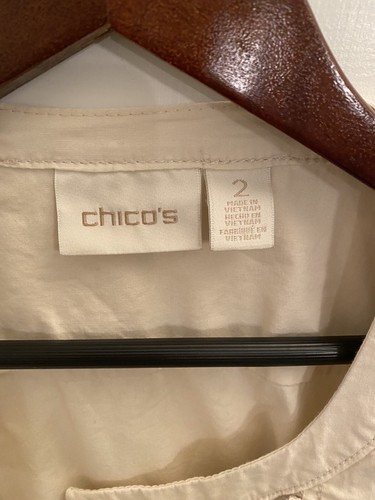 chico's
2
MADE IN
VIETNAM
HECHO EN
VIETNAM
FABRIQUÉ EN
VIETNAM